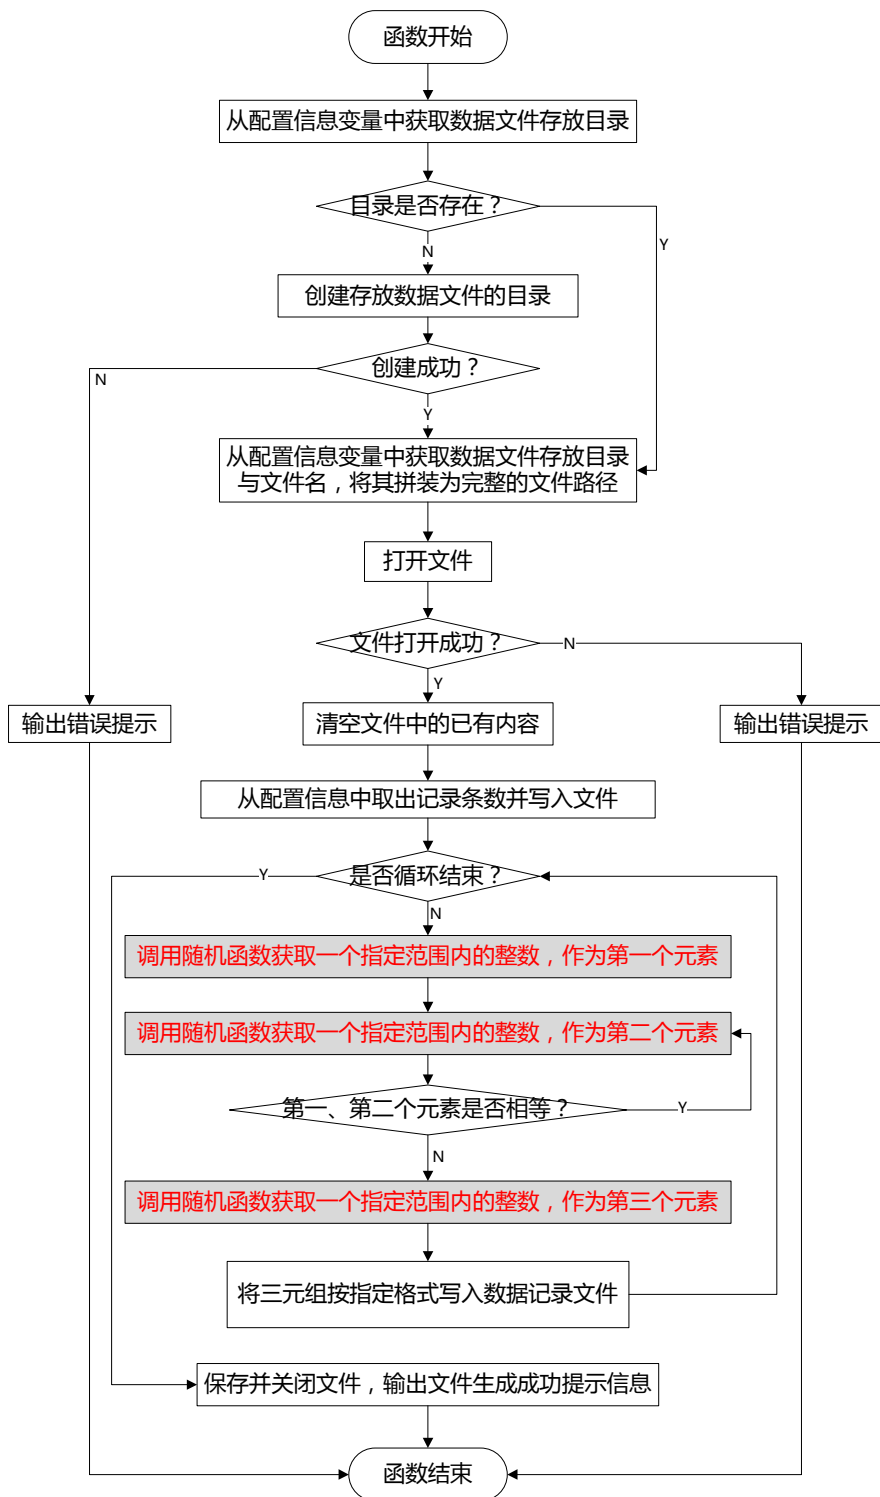 函数开始
从配置信息变量中获取数据文件存放目录
目录是否存在？
Y
N
创建存放数据文件的目录
创建成功？
N
Y
从配置信息变量中获取数据文件存放目录
与文件名，将其拼装为完整的文件路径
打开文件
文件打开成功？
N
Y
输出错误提示
清空文件中的已有内容
输出错误提示
从配置信息中取出记录条数并写入文件
Y
是否循环结束？
N
调用随机函数获取一个指定范围内的整数，作为第一个元素
调用随机函数获取一个指定范围内的整数，作为第二个元素
第一、第二个元素是否相等？
Y
N
调用随机函数获取一个指定范围内的整数，作为第三个元素
将三元组按指定格式写入数据记录文件
保存并关闭文件，输出文件生成成功提示信息
函数结束